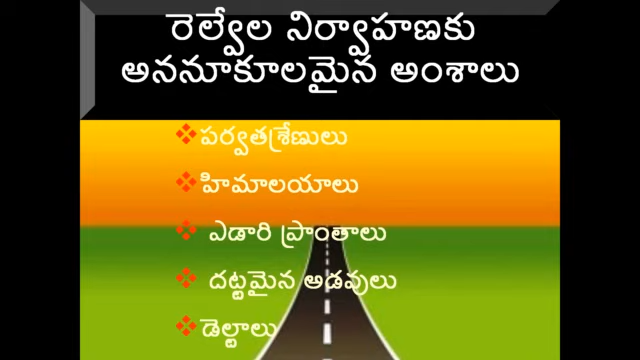 రెల్వేల నిర్వాహణకు
అననూకూలమైన అంశాలు
పర్వతశ్రేణులు
హిమాలయాలు
ఎడారి ప్రాంతాలు
దట్టమైన అడవులు
డెల్టాలు